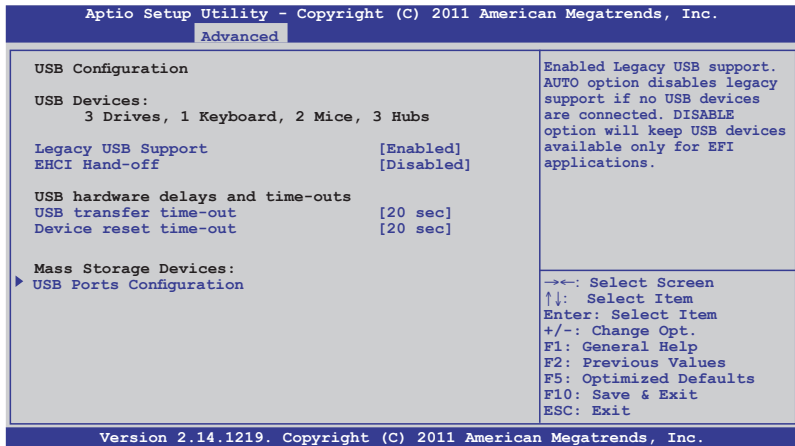 Aptio Setup Utility - Copyright (C) 2011 American Megatrends, Inc.
Advanced
USB Configuration
USB Devices:
3 Drives, 1 Keyboard, 2 Mice, 3 Hubs
Legacy USB Support [Enabled]
EHCI Hand-off [Disabled]
USB hardware delays and time-outs
USB transfer time-out [20 sec]
Device reset time-out [20 sec]
Mass Storage Devices:
USB Ports Configuration
Enabled Legacy USB support.
AUTO option disables legacy
support if no USB devices
are connected. DISABLE
option will keep USB devices
available only for EFI
applications.
→←: Select Screen
↑↓: Select Item
Enter: Select Item
+/-: Change Opt.
F1: General Help
F2: Previous Values
F5: Optimized Defaults
F10: Save & Exit
ESC: Exit
Version 2.14.1219. Copyright (C) 2011 American Megatrends, Inc.